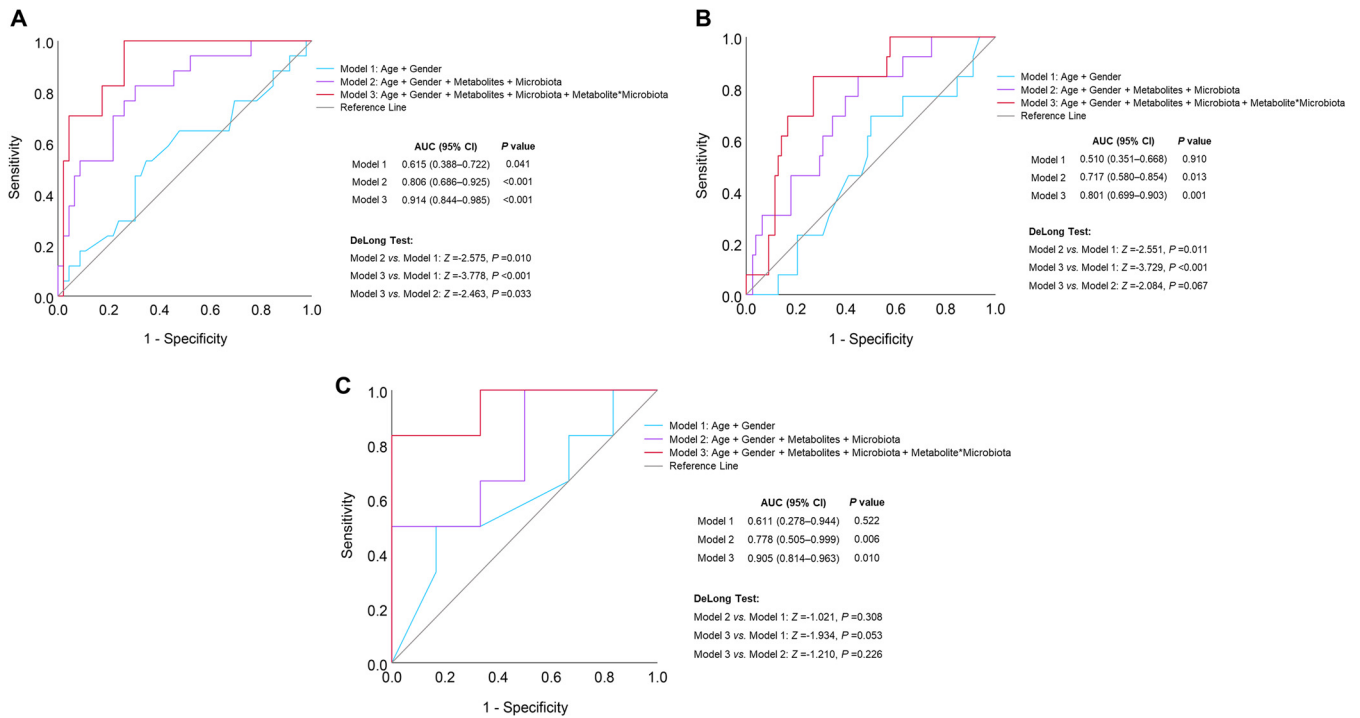 A
Sensitivity
1.0
0.8
0.6
0.4
0.2
0.0
0.0 0.2 0.4 0.6 0.8 1.0
1 - Specificity
Model 1: Age + Gender
Model 2: Age + Gender + Metabolites + Microbiota
Model 3: Age + Gender + Metabolites + Microbiota + Metabolite*Microbiota
Reference Line
AUC (95% CI) P value
Model 1 0.615 (0.388–0.722) 0.041
Model 2 0.806 (0.686–0.925) <0.001
Model 3 0.914 (0.844–0.985) <0.001
DeLong Test:
Model 2 vs. Model 1: Z =-2.575, P =0.010
Model 3 vs. Model 1: Z =-3.778, P <0.001
Model 3 vs. Model 2: Z =-2.463, P =0.033
B
Sensitivity
1.0
0.8
0.6
0.4
0.2
0.0
0.0 0.2 0.4 0.6 0.8 1.0
1 - Specificity
Model 1: Age + Gender
Model 2: Age + Gender + Metabolites + Microbiota
Model 3: Age + Gender + Metabolites + Microbiota + Metabolite*Microbiota
Reference Line
AUC (95% CI) P value
Model 1 0.510 (0.351–0.668) 0.910
Model 2 0.717 (0.580–0.854) 0.013
Model 3 0.801 (0.699–0.903) 0.001
DeLong Test:
Model 2 vs. Model 1: Z =-2.551, P =0.011
Model 3 vs. Model 1: Z =-3.729, P <0.001
Model 3 vs. Model 2: Z =-2.084, P =0.067
C
Sensitivity
1.0
0.8
0.6
0.4
0.2
0.0
0.0 0.2 0.4 0.6 0.8 1.0
1 - Specificity
Model 1: Age + Gender
Model 2: Age + Gender + Metabolites + Microbiota
Model 3: Age + Gender + Metabolites + Microbiota + Metabolite*Microbiota
Reference Line
AUC (95% CI) P value
Model 1 0.611 (0.278–0.944) 0.522
Model 2 0.778 (0.505–0.999) 0.006
Model 3 0.905 (0.814–0.963) 0.010
DeLong Test:
Model 2 vs. Model 1: Z =-1.021, P =0.308
Model 3 vs. Model 1: Z =-1.934, P =0.053
Model 3 vs. Model 2: Z =-1.210, P =0.226